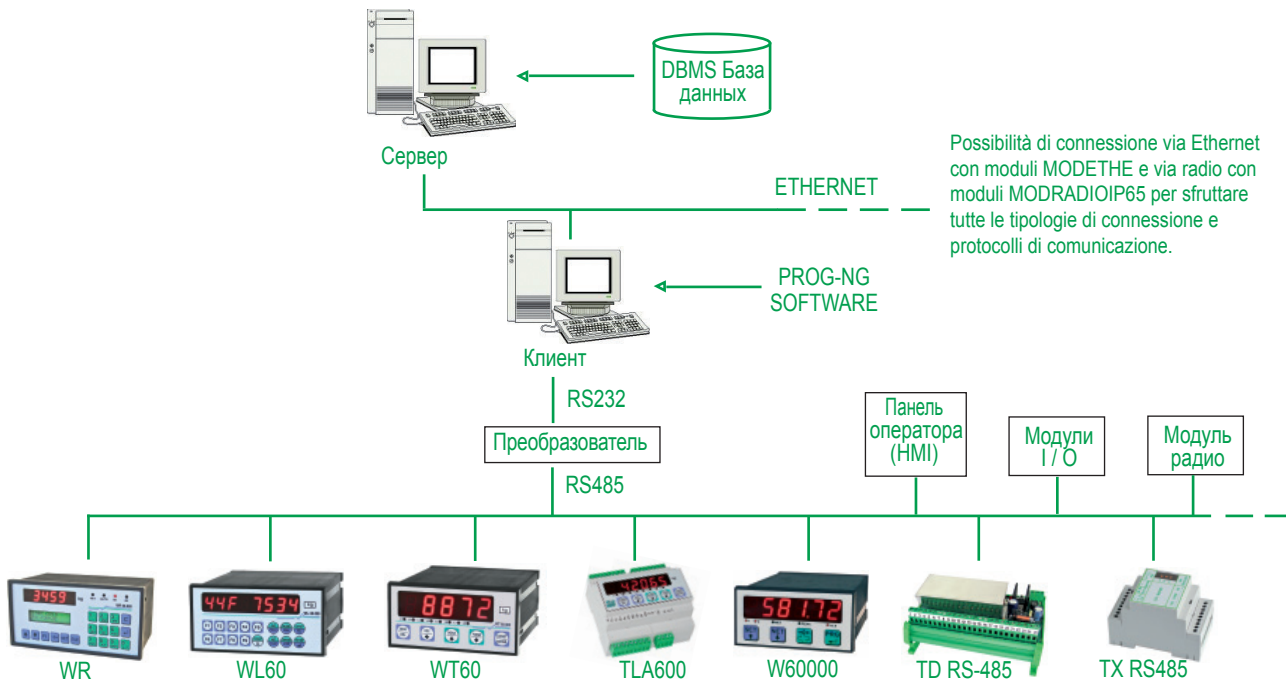 DBMS База
данных
Сервер
ETHERNET
Possibilità di connessione via Ethernet
con moduli MODETHE e via radio con
moduli MODRADIOIP65 per sfruttare
tutte le tipologie di connessione e
protocolli di comunicazione.
PROG-NG
SOFTWARE
Клиент
RS232
Преобразователь
RS485
Панель
оператора
(HMI)
Модули
I / O
Модуль
радио
3459
44F 7534
8872
42065
58172
WR
WL60
WT60
TLA600
W60000
TD RS-485
TX RS485